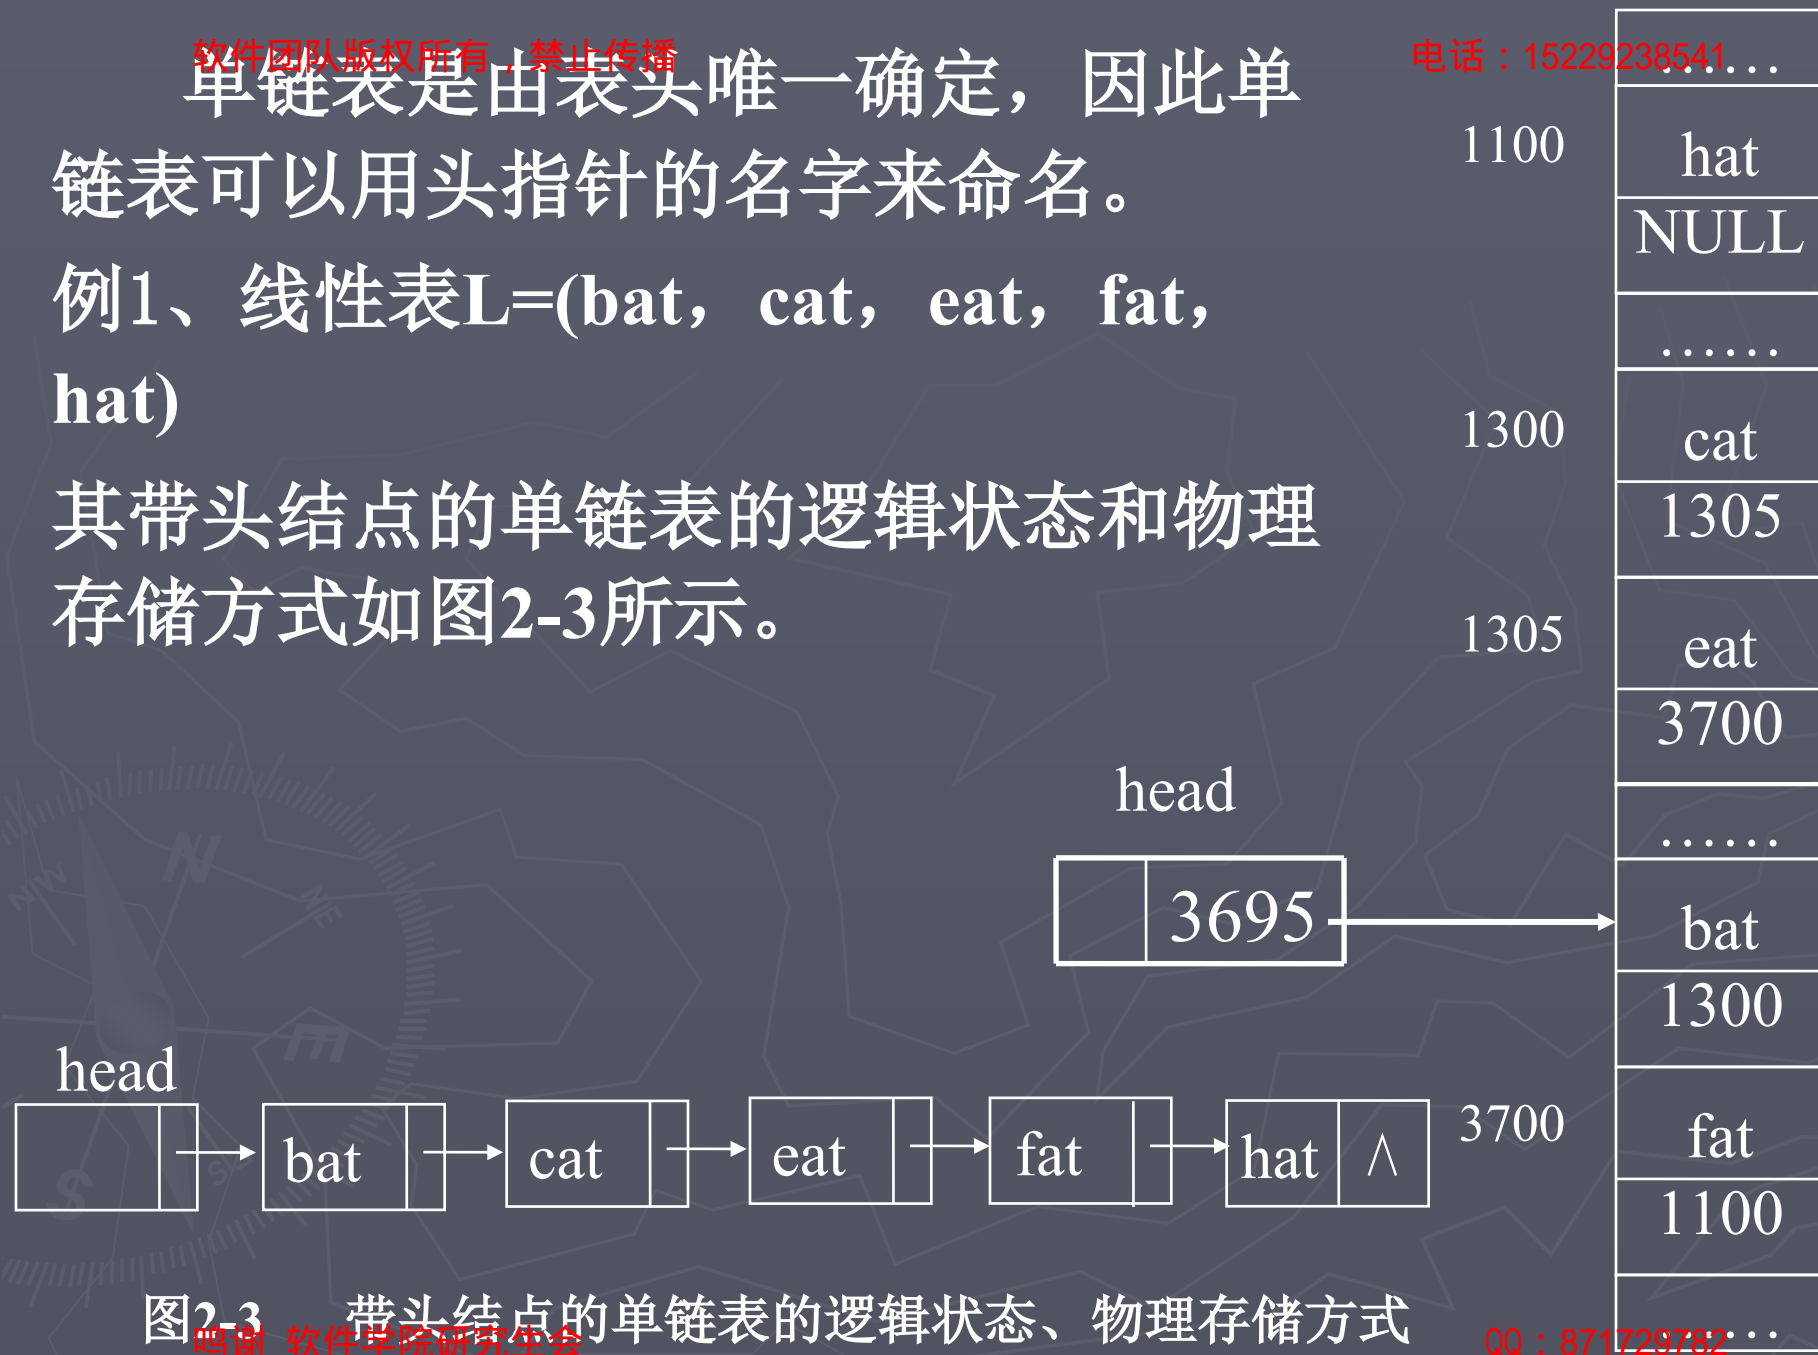 软件团队版权所有，禁止传播
电话：15229238541
单链表是由表头唯一确定，因此单
链表可以用头指针的名字来命名。
例1、线性表L=(bat，cat，eat，fat，
hat)
其带头结点的单链表的逻辑状态和物理
存储方式如图2-3所示。
……
1100
hat
NULL
……
1300
cat
1305
1305
eat
3700
……
head
3695
bat
1300
3700
fat
1100
……
head
bat
cat
eat
fat
hat ∧
N
NE
E
S
NW
图2-3 带头结点的单链表的逻辑状态、物理存储方式
鸣谢 软件学院研究生会
QQ：871729782